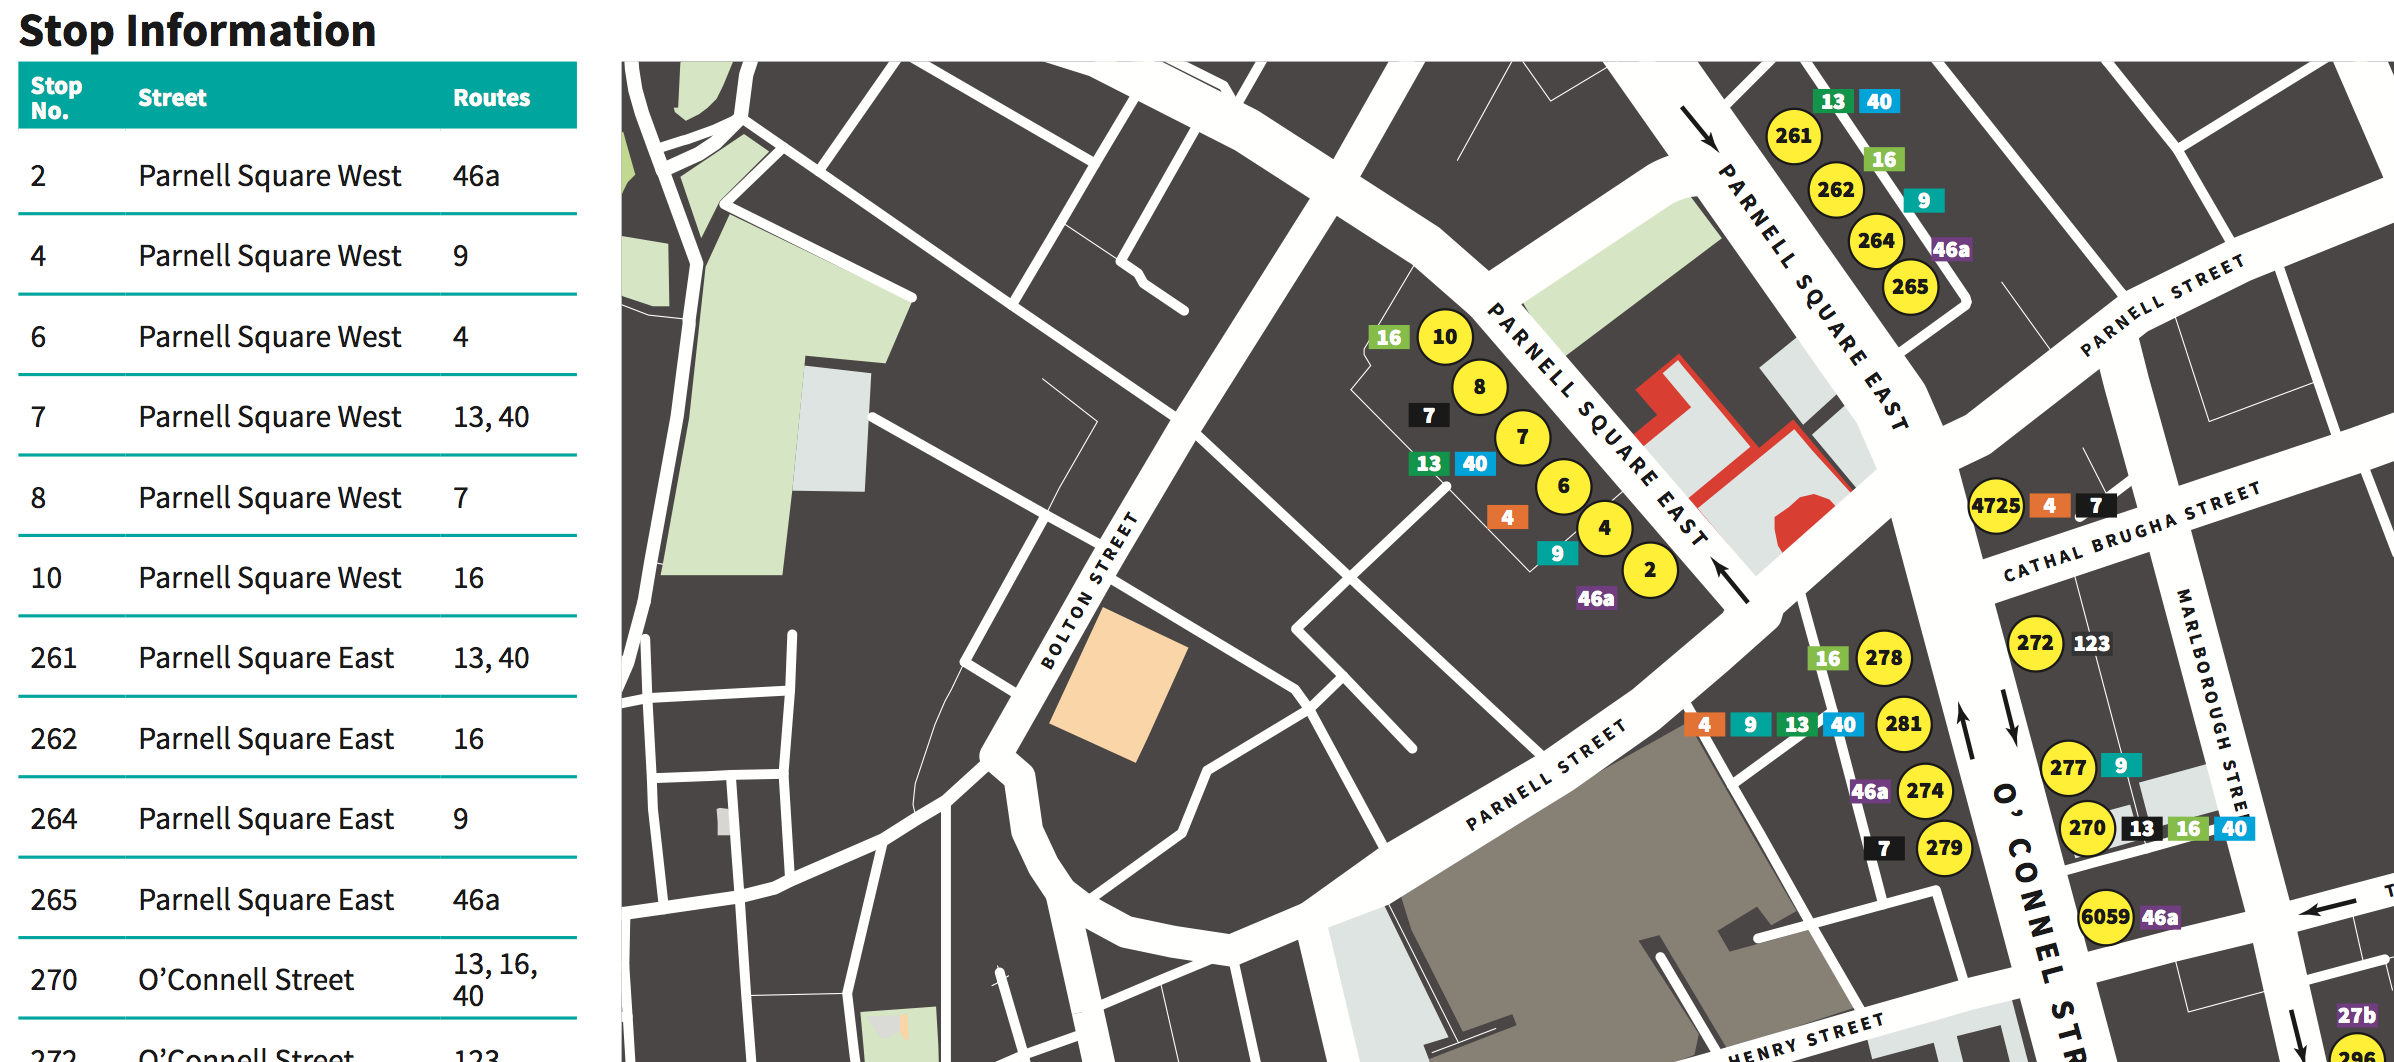 Stop Information
Stop
No.
Street
Routes
2 Parnell Square West 46a
4 Parnell Square West 9
6 Parnell Square West 4
7 Parnell Square West 13, 40
8 Parnell Square West 7
10 Parnell Square West 16
261 Parnell Square East 13, 40
262 Parnell Square East 16
264 Parnell Square East 9
265 Parnell Square East 46a
270 O’Connell Street 13, 16,
40
272 O’Connell Street 123
13 40
261
16
262
9
264
46a
265
PARNELL SQUARE EAST
PARNELL STREET
16 10
8
7
7
13 40
6
4
4
9
2
46a
PARNELL SQUARE EAST
4725 4 7
CATHAL BRUGHA STREET
BOLTON STREET
MARLBOROUGH STREE
16 278
272 123
4 9 13 40 281
PARNELL STREET
277 9
46a 274
270 13 16 40
7 279
O’ CONNEL STR
6059 46a
T
HENRY STREET
27b
296